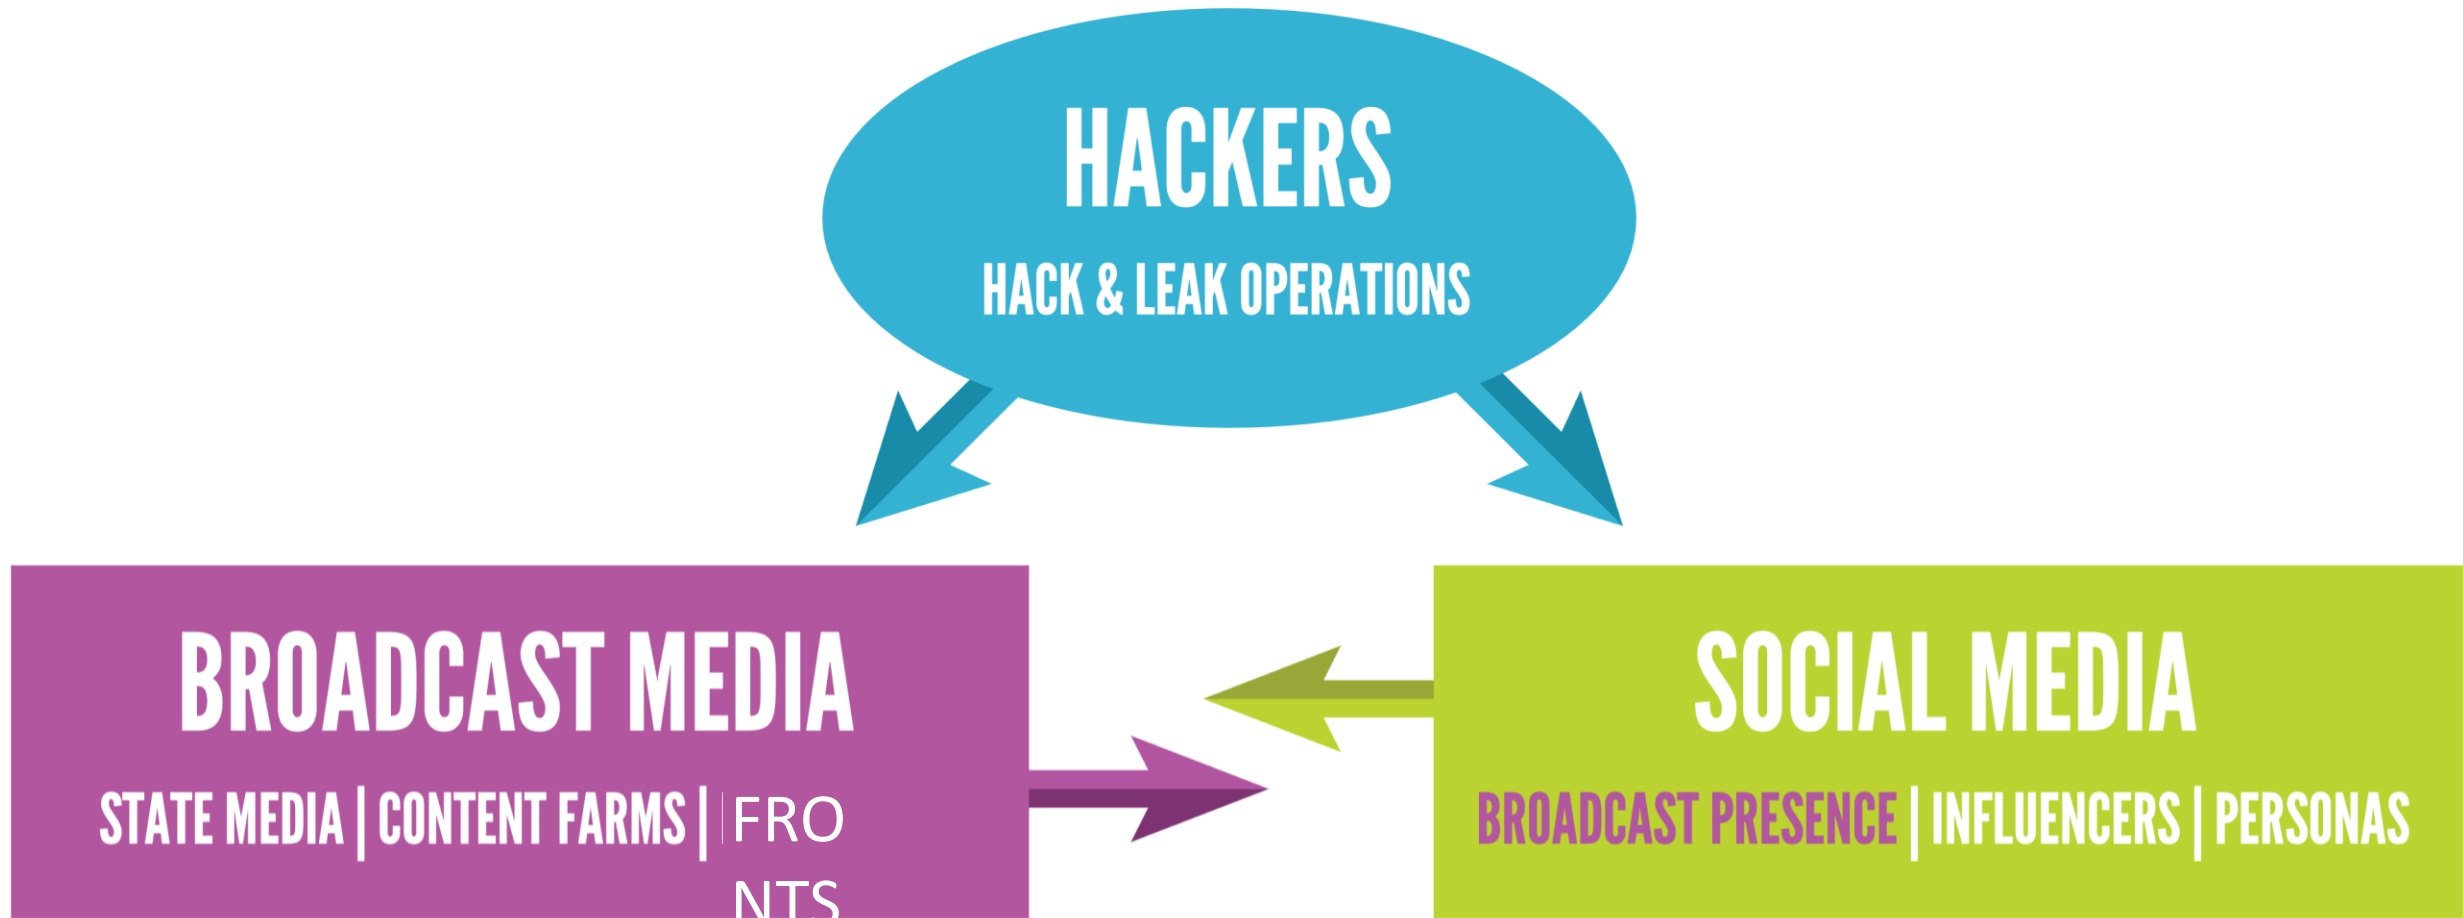 HACKERS
HACK & LEAK OPERATIONS
BROADCAST MEDIA
STATE MEDIA | CONTENT FARMS | FRO
NTS
SOCIAL MEDIA
BROADCAST PRESENCE | INFLUENCERS | PERSONAS